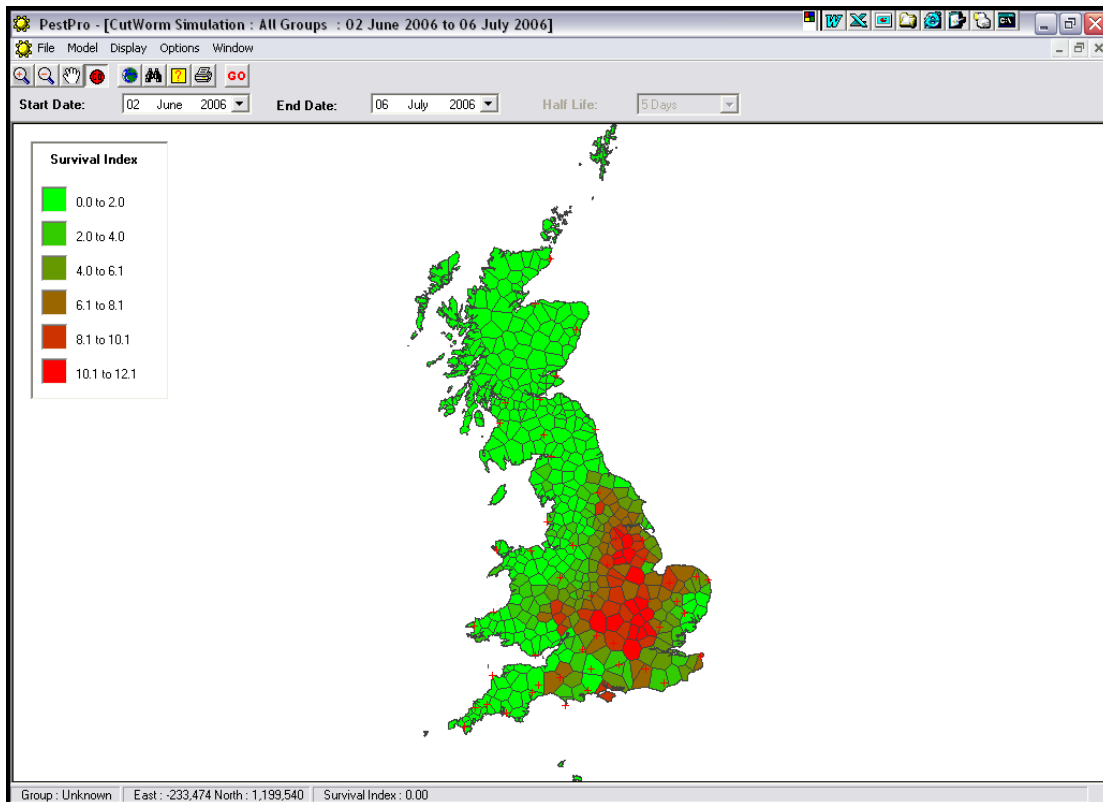 PestPro - [CutWorm Simulation : All Groups : 02 June 2006 to 06 July 2006]
File Model Display Options Window
GO
Start Date: 02 June 2006 End Date: 06 July 2006 Half Life: 5 Days
Survival Index
0.0 to 2.0
2.0 to 4.0
4.0 to 6.1
6.1 to 8.1
8.1 to 10.1
10.1 to 12.1
Group : Unknown East : -233,474 North : 1,199,540 Survival Index : 0.00